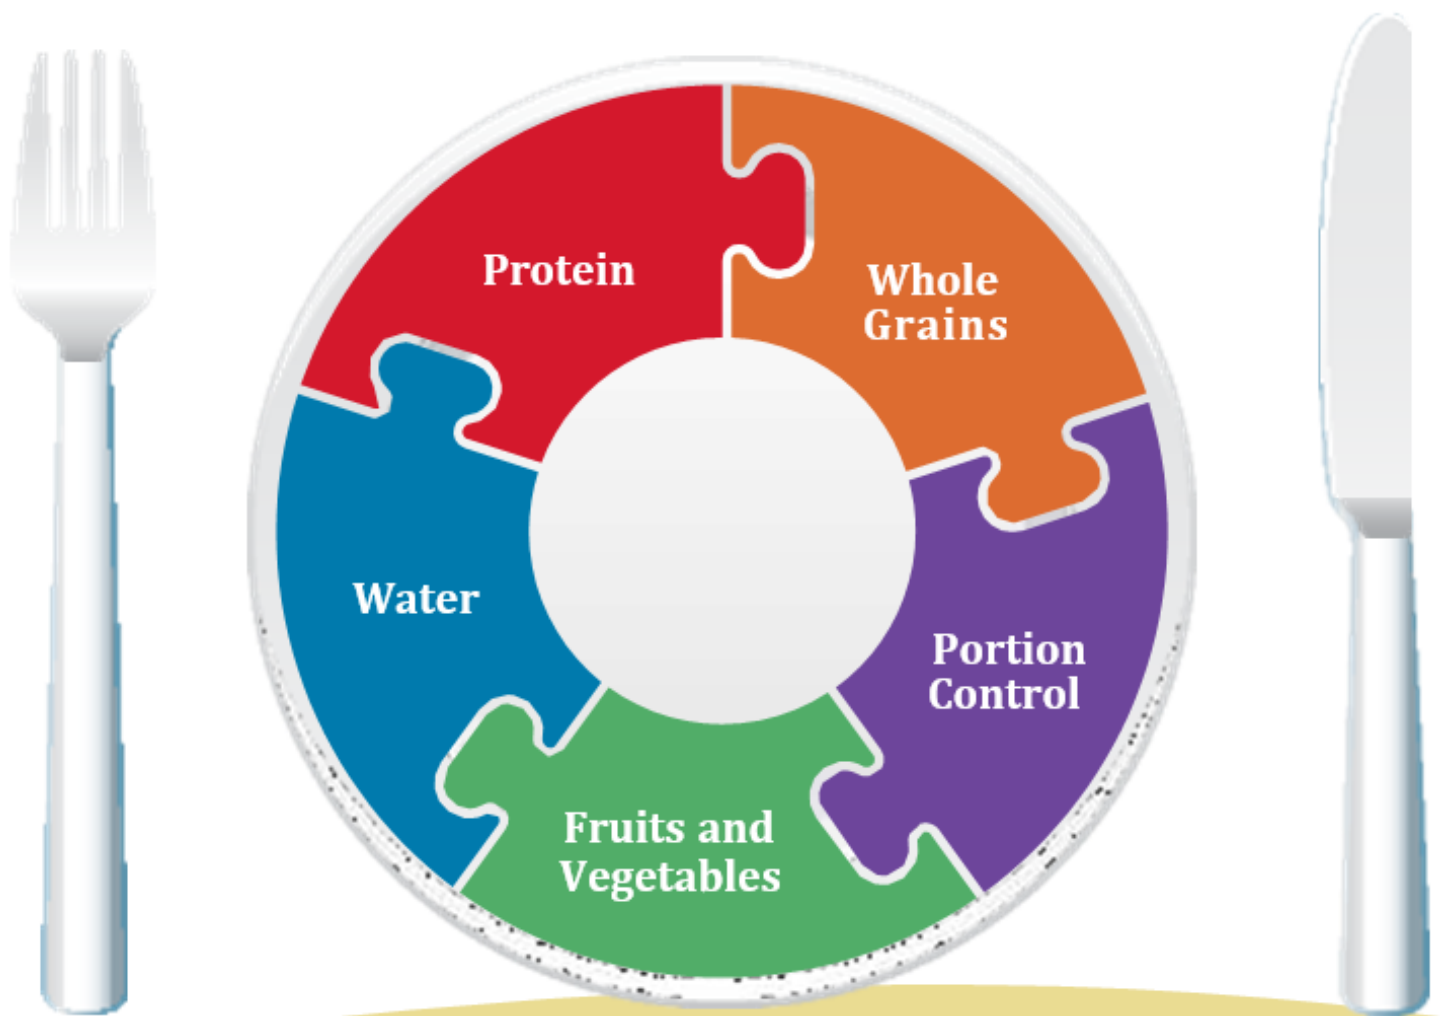 Protein
Whole
Grains
Water
Portion
Control
Fruits and
Vegetables